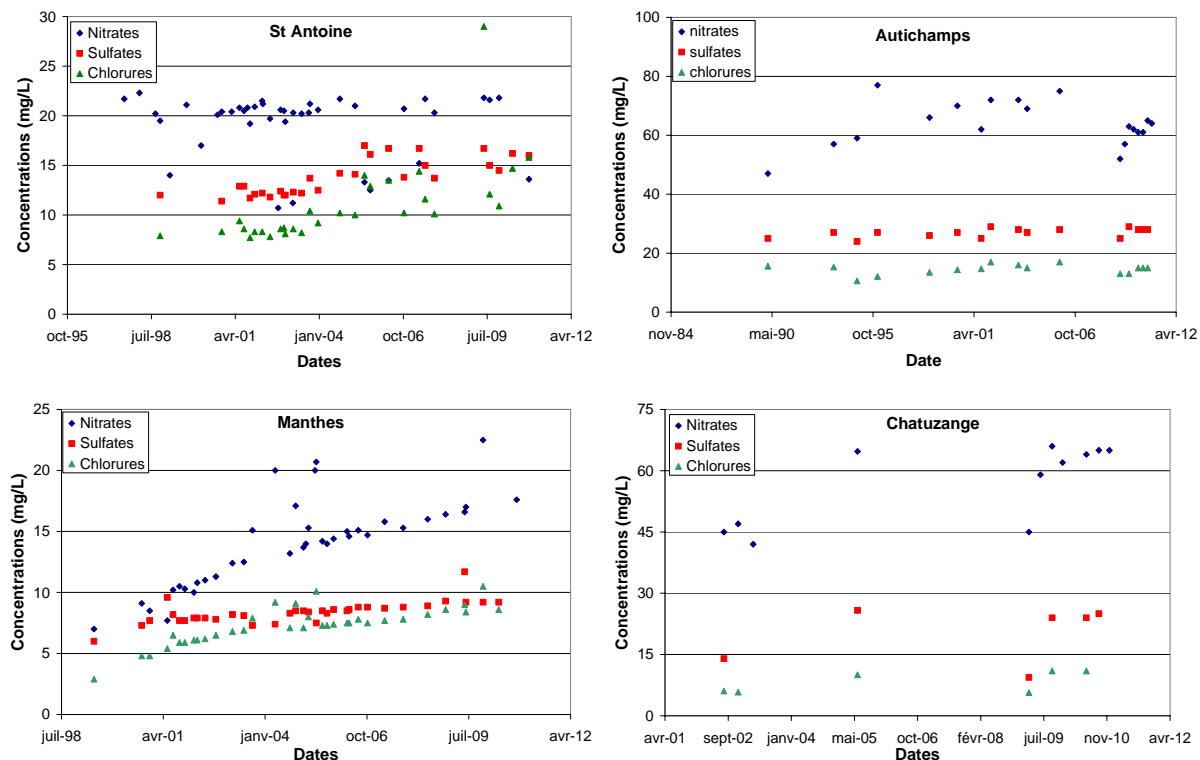 St Antoine
Nitrates
Sulfates
Chlorures
Concentrations (mg/L)
30
25
20
15
10
5
0
oct-95 juil-98 avr-01 janv-04 oct-06 juil-09 avr-12
Dates
Autichamps
nitrates
sulfates
chlorures
Concentrations (mg/L)
100
80
60
40
20
0
nov-84 mai-90 oct-95 avr-01 oct-06 avr-12
Date
Manthes
Nitrates
Sulfates
Chlorures
Concentrations (mg/L)
25
20
15
10
5
0
juil-98 avr-01 janv-04 oct-06 juil-09 avr-12
Dates
Chatuzange
Nitrates
Sulfates
Chlorures
Concentrations (mg/L)
75
60
45
30
15
0
avr-01 sept-02 janv-04 mai-05 oct-06 févr-08 juil-09 nov-10 avr-12
Dates